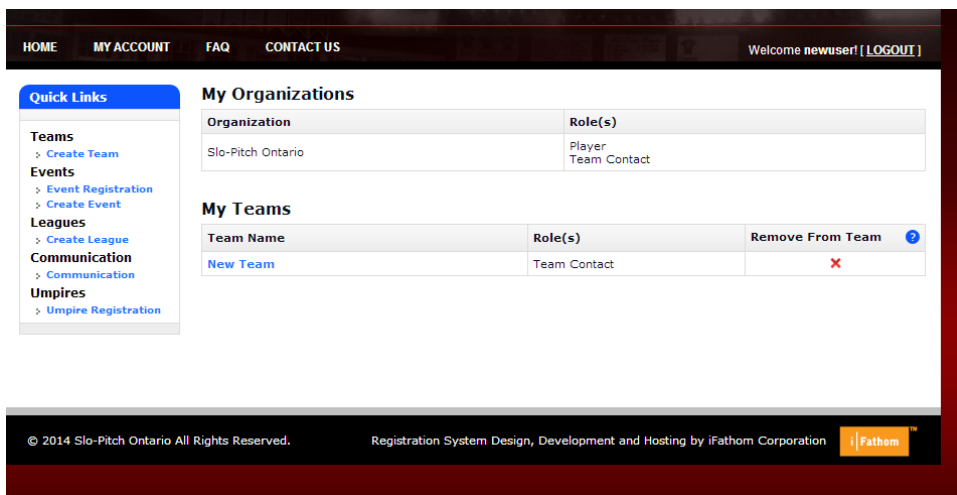 HOME MY ACCOUNT FAQ CONTACT US Welcome newuser! [ LOGOUT ]
Quick Links
Teams
Create Team
Events
Event Registration
Create Event
Leagues
Create League
Communication
Communication
Umpires
Umpire Registration
My Organizations
Organization Role(s)
Slo-Pitch Ontario Player
Team Contact
My Teams
Team Name Role(s) Remove From Team ?
New Team Team Contact
© 2014 Slo-Pitch Ontario All Rights Reserved. Registration System Design, Development and Hosting by iFathom Corporation i|Fathom ™